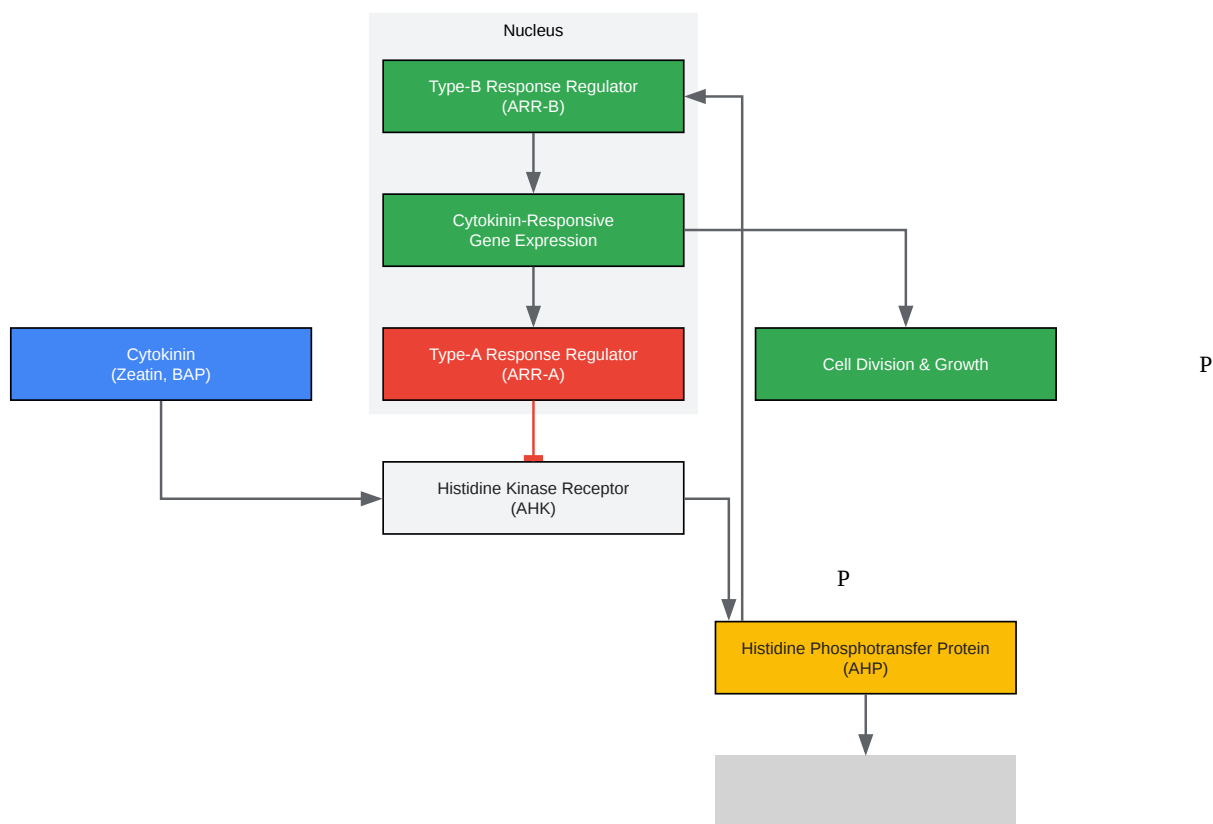 Nucleus
Type-B Response Regulator
(ARR-B)
Cytokinin-Responsive
Gene Expression
Cytokinin
(Zeatin, BAP)
Type-A Response Regulator
(ARR-A)
Cell Division & Growth
P
Histidine Kinase Receptor
(AHK)
P
Histidine Phosphotransfer Protein
(AHP)